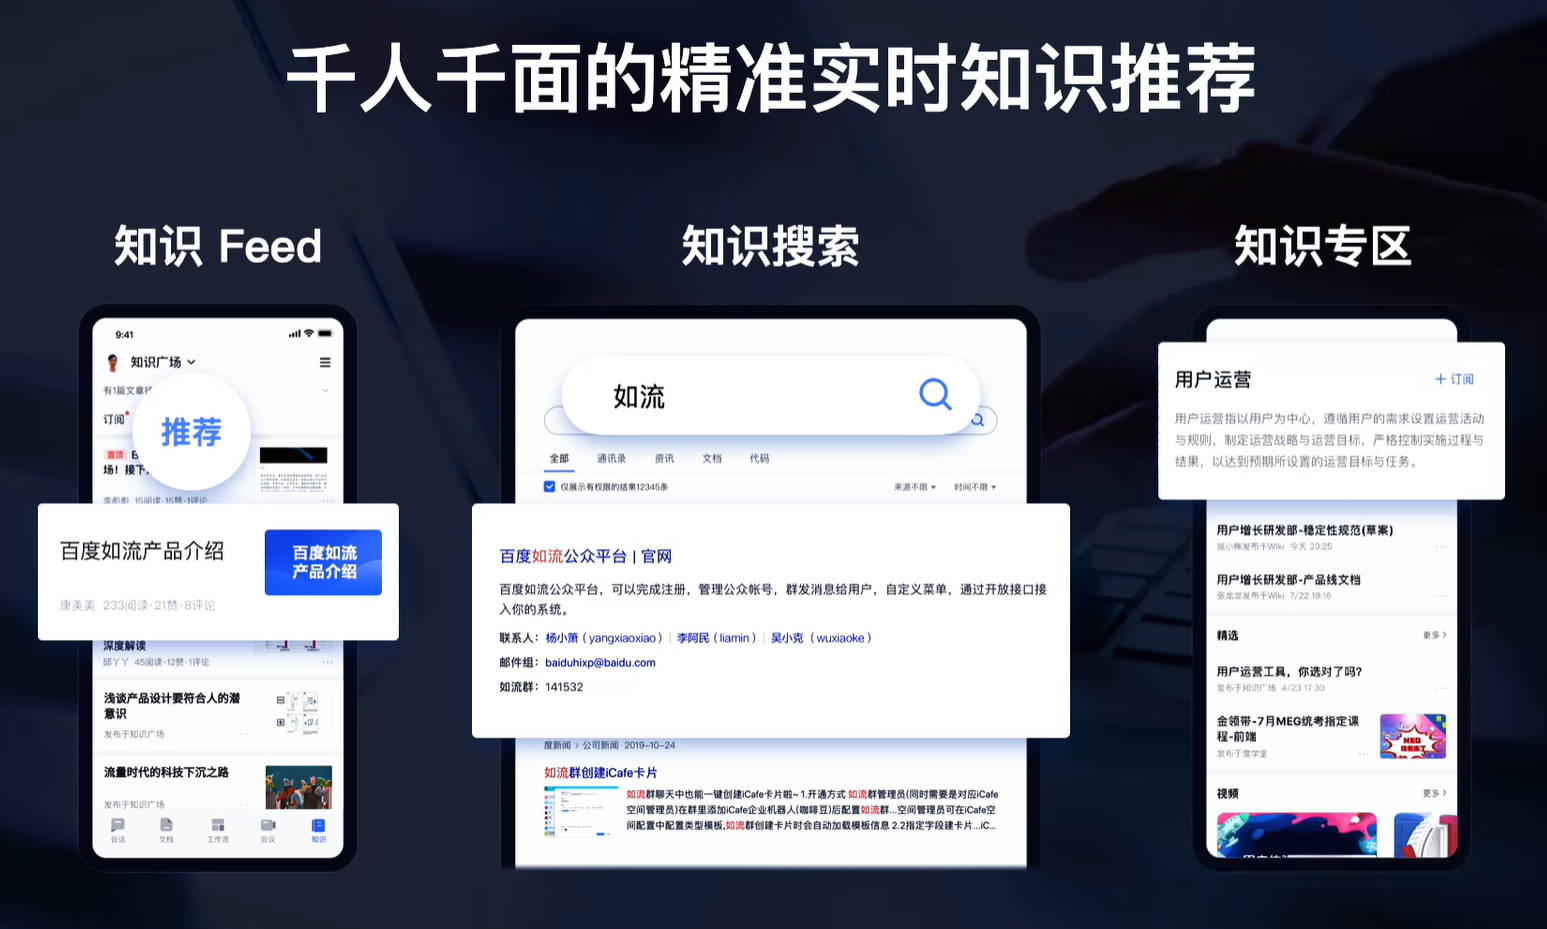 千人千面的精准实时知识推荐
知识 Feed
9:41
知识广场
有1篇文章待
订阅
推荐
置顶
场！接下
李彪彪 15阅读·15赞·1评论
百度如流产品介绍
百度如流
产品介绍
康美美 233阅读·21赞·8评论
深度解读
邱丫丫 45阅读·12赞·1评论
浅谈产品设计要符合人的潜
意识
发布于知识广场
流量时代的科技下沉之路
发布于知识广场
会话
文档
工作流
会议
知识
知识搜索
如流
全部
通讯录
资讯
文档
代码
仅展示有权限的结果12345条
来源不限
时间不限
百度如流公众平台 | 官网
百度如流公众平台，可以完成注册，管理公众帐号，群发消息给用户，自定义菜单，通过开放接口接
入你的系统。
联系人：杨小箫（yangxiaoxiao）| 李阿民（liamin）| 吴小克 （wuxiaoke）
邮件组：baiduhixp@baidu.com
如流群：141532
度新闻 › 公司新闻 2019-10-24
如流群创建iCafe卡片
如流群聊天中也能一键创建iCafe卡片啦~ 1.开通方式 如流群管理员(同时需要是对应iCafe
空间管理员)在群里添加iCafe企业机器人(咖啡豆)后配置如流群...空间管理员可在iCafe空
间配置中配置类型模板,如流群创建卡片时会自动加载模板信息 2.2指定字段建卡片...iC...
知识专区
用户运营
+ 订阅
用户运营指以用户为中心，遵循用户的需求设置运营活动
与规则，制定运营战略与运营目标，严格控制实施过程与
结果，以达到预期所设置的运营目标与任务。
用户增长研发部-稳定性规范(草案)
屈小辉发布于Wiki 今天 20:25
用户增长研发部-产品线文档
张龙龙发布于Wiki 7/22 19:16
精选
更多
用户运营工具，你选对了吗?
发布于知识广场 4/23 17:30
金领带-7月MEG统考指定课
程-前端
发布于度学堂
MEG
视频
更多